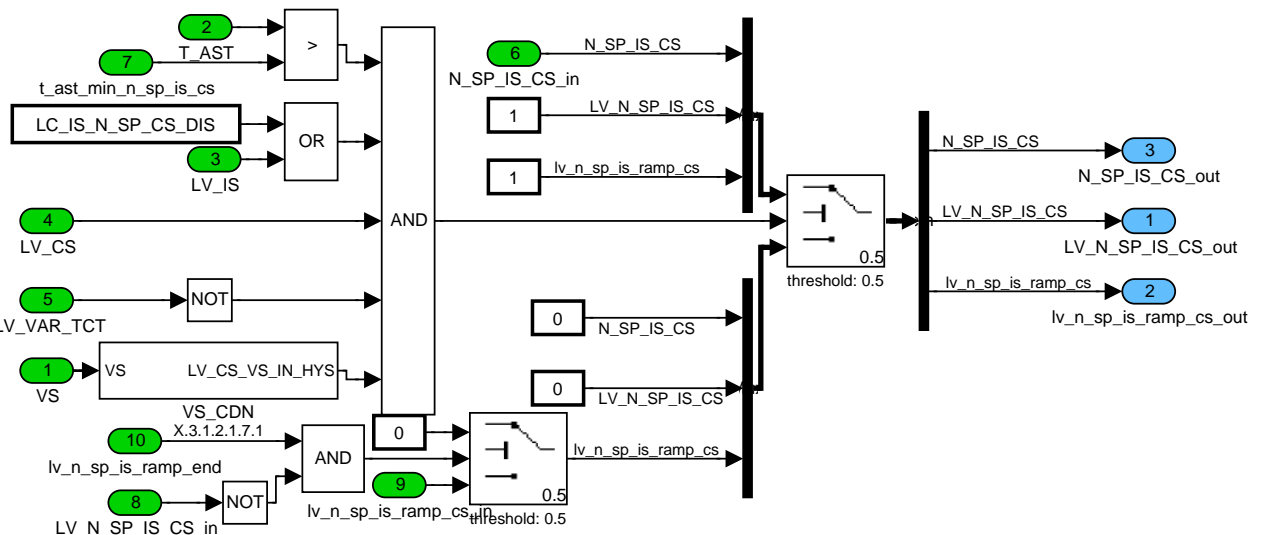 2
T_AST
7
t_ast_min_n_sp_is_cs
>
LC_IS_N_SP_CS_DIS
3
LV_IS
OR
4
LV_CS
5
LV_VAR_TCT
NOT
1
VS
VS
LV_CS_VS_IN_HYS
VS_CDN
X.3.1.2.1.7.1
AND
10
lv_n_sp_is_ramp_end
8
LV_N_SP_IS_CS_in
NOT
AND
0
9
lv_n_sp_is_ramp_cs_in
0.5
threshold: 0.5
6
N_SP_IS_CS_in
N_SP_IS_CS
1
LV_N_SP_IS_CS
1
lv_n_sp_is_ramp_cs
0
N_SP_IS_CS
0
LV_N_SP_IS_CS
lv_n_sp_is_ramp_cs
0.5
threshold: 0.5
N_SP_IS_CS
3
N_SP_IS_CS_out
LV_N_SP_IS_CS
1
LV_N_SP_IS_CS_out
lv_n_sp_is_ramp_cs
2
lv_n_sp_is_ramp_cs_out